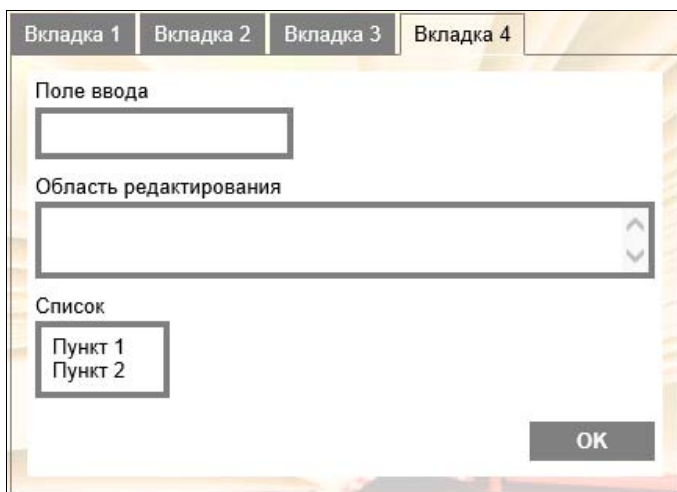 Вкладка 1 Вкладка 2 Вкладка 3 Вкладка 4
Поле ввода
Область редактирования
Список
Пункт 1
Пункт 2
OK